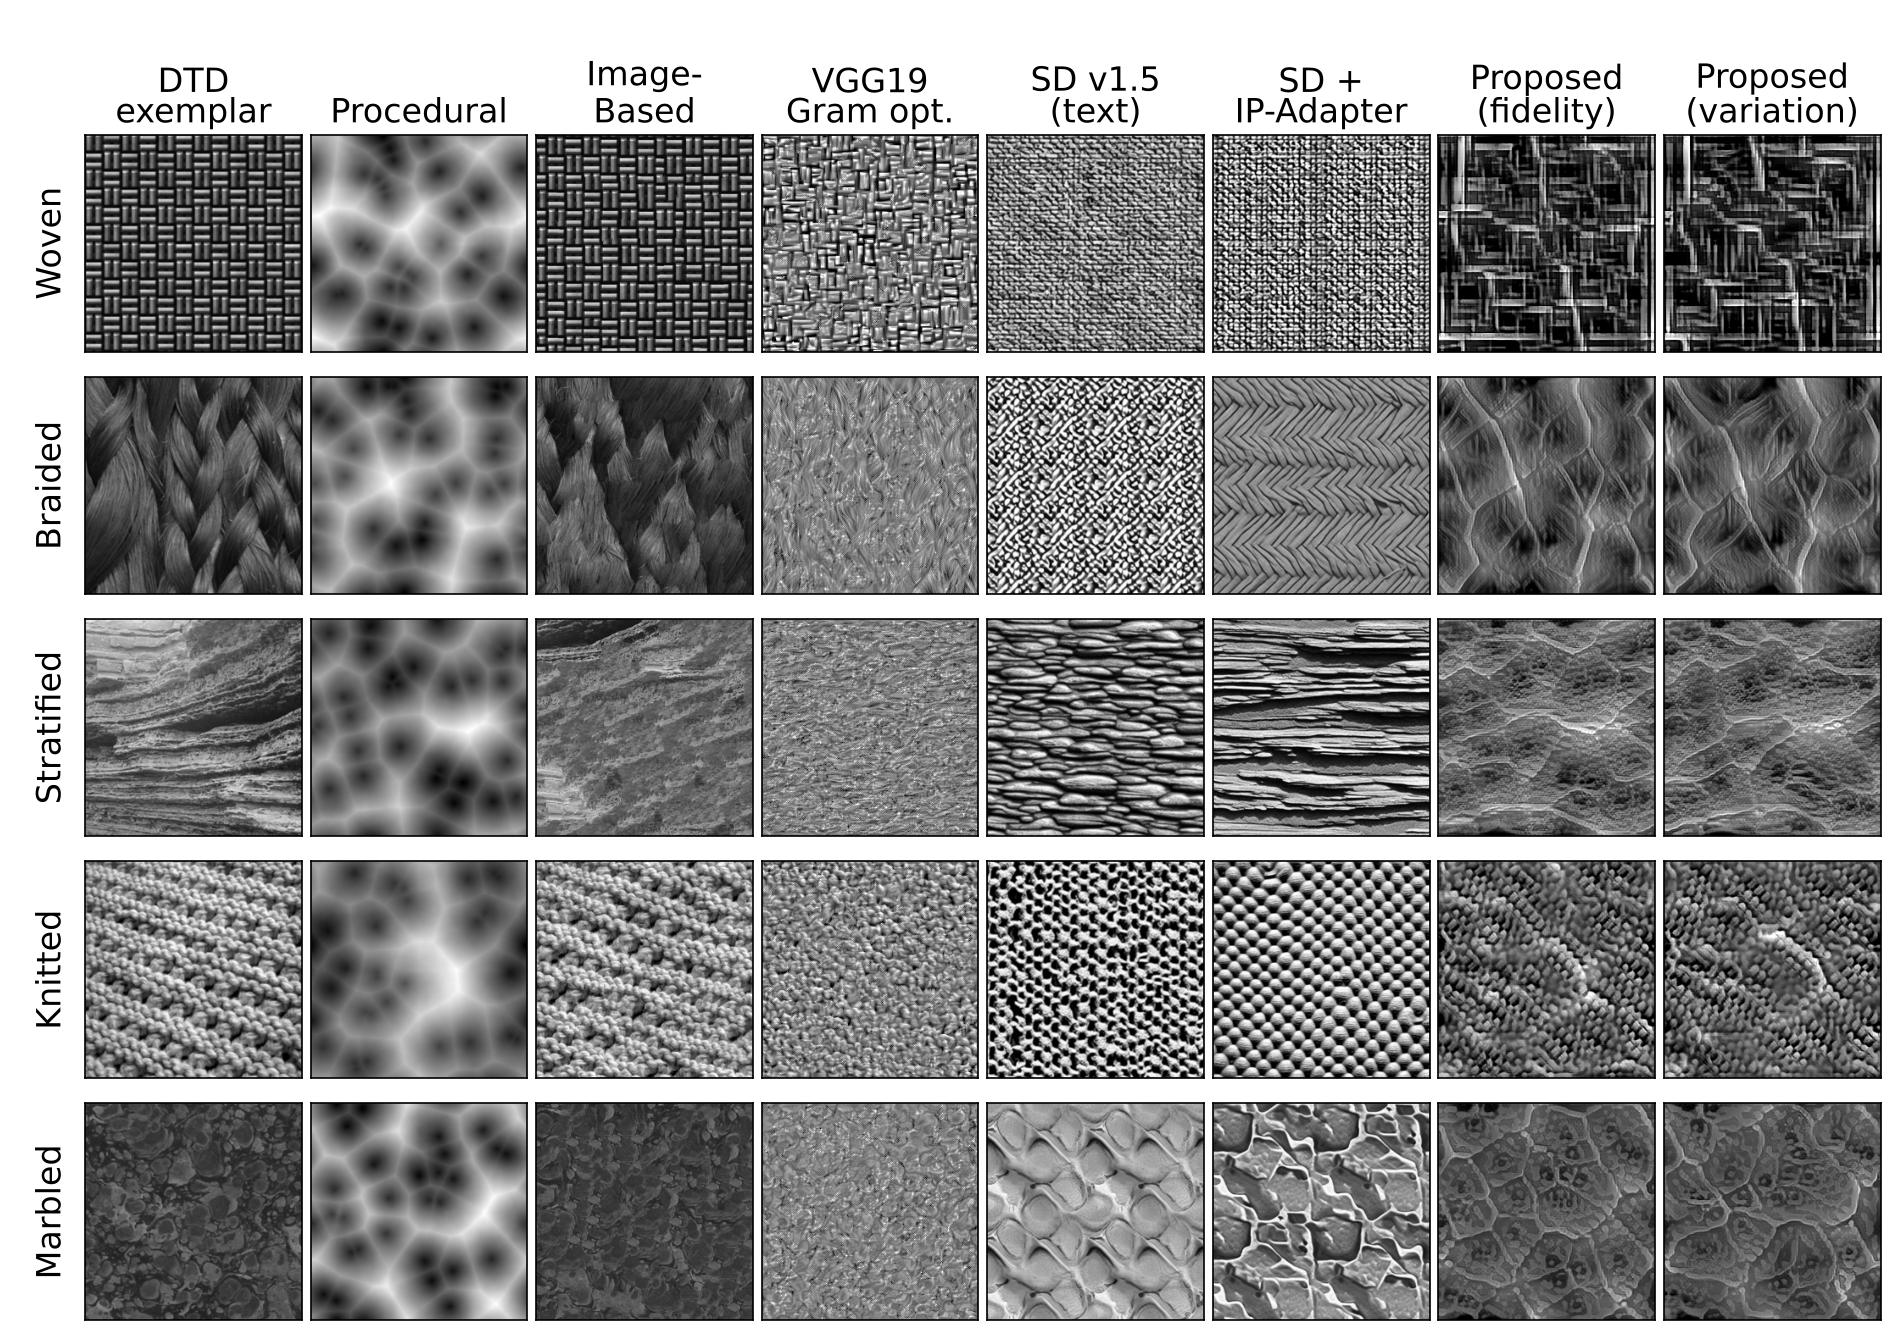 DTD
exemplar
Procedural
Image-
Based
VGG19
Gram opt.
SD v1.5
(text)
SD +
IP-Adapter
Proposed
(fidelity)
Proposed
(variation)
Woven
Braided
Stratified
Knitted
Marbled